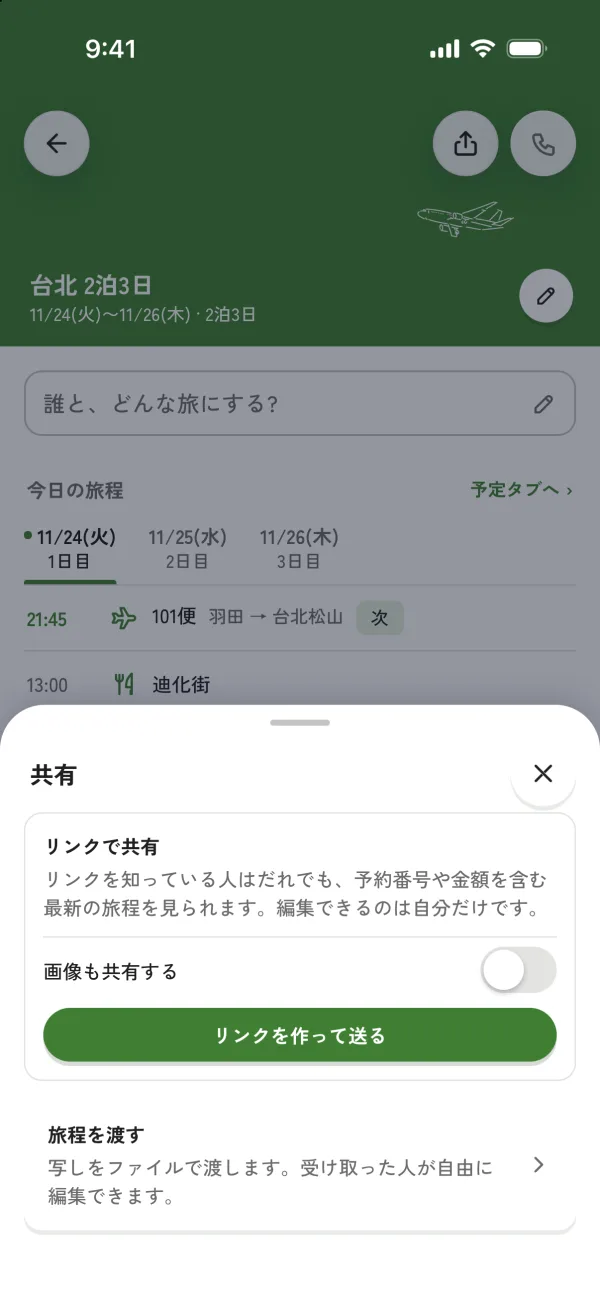 9:41
台北 2泊3日
11/24(火)〜11/26(木) · 2泊3日
誰と、どんな旅にする?
今日の旅程
予定タブへ ›
11/24(火) 11/25(水) 11/26(木)
1日目 2日目 3日目
21:45 101便 羽田 → 台北松山 次
13:00 迪化街
共有
リンクで共有
リンクを知っている人はだれでも、予約番号や金額を含む
最新の旅程を見られます。編集できるのは自分だけです。
画像も共有する
リンクを作って送る
旅程を渡す
写しをファイルで渡します。受け取った人が自由に
編集できます。